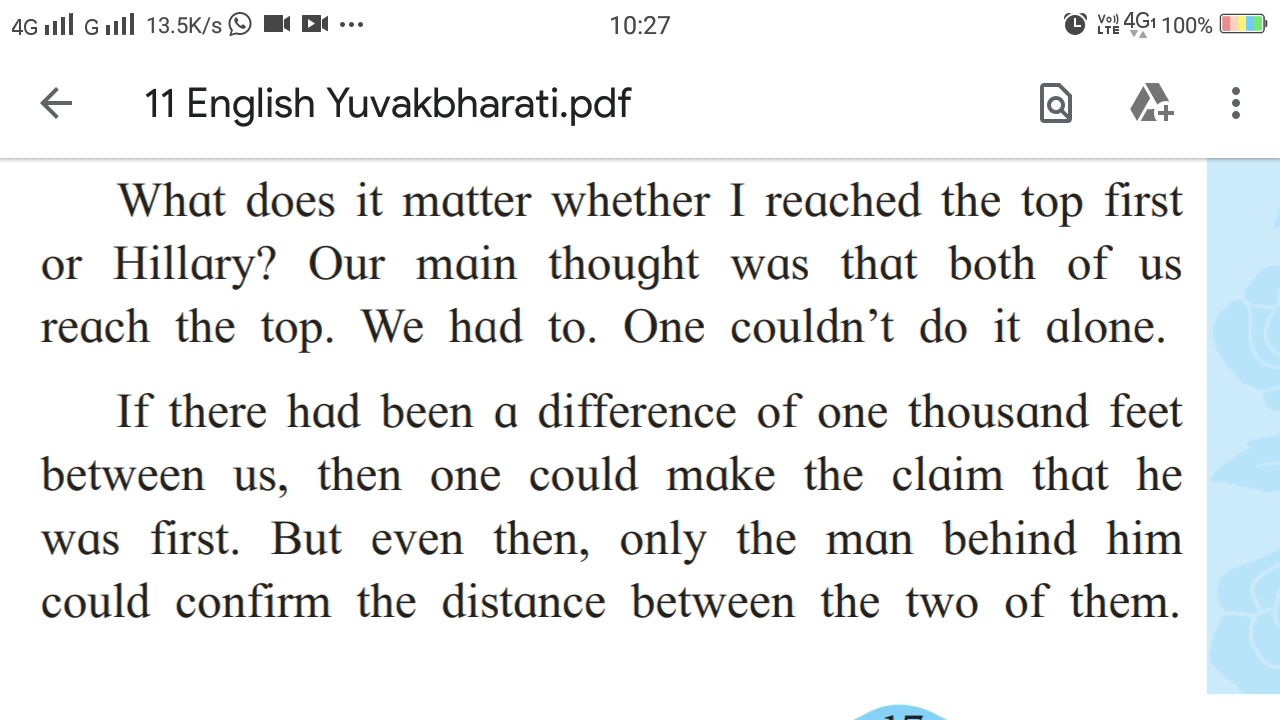 4G G 13.5K/s ... 10:27 Vo)) LTE 4G1 100%
11 English Yuvakbharati.pdf
What does it matter whether I reached the top first
or Hillary? Our main thought was that both of us
reach the top. We had to. One couldn't do it alone.
If there had been a difference of one thousand feet
between us, then one could make the claim that he
was first. But even then, only the man behind him
could confirm the distance between the two of them.
17